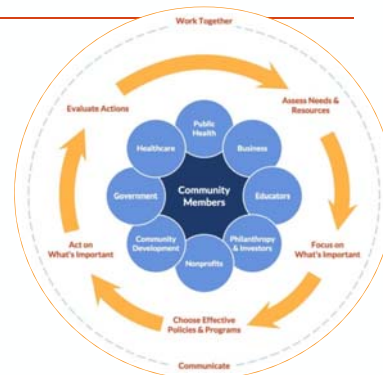 Work Together
Evaluate Actions
Assess Needs &
Resources
Public
Health
Healthcare
Business
Community
Members
Government
Educators
Community
Development
Philanthropy
& Investors
Nonprofits
Act on
What's Important
Focus on
What's Important
Choose Effective
Policies & Programs
Communicate